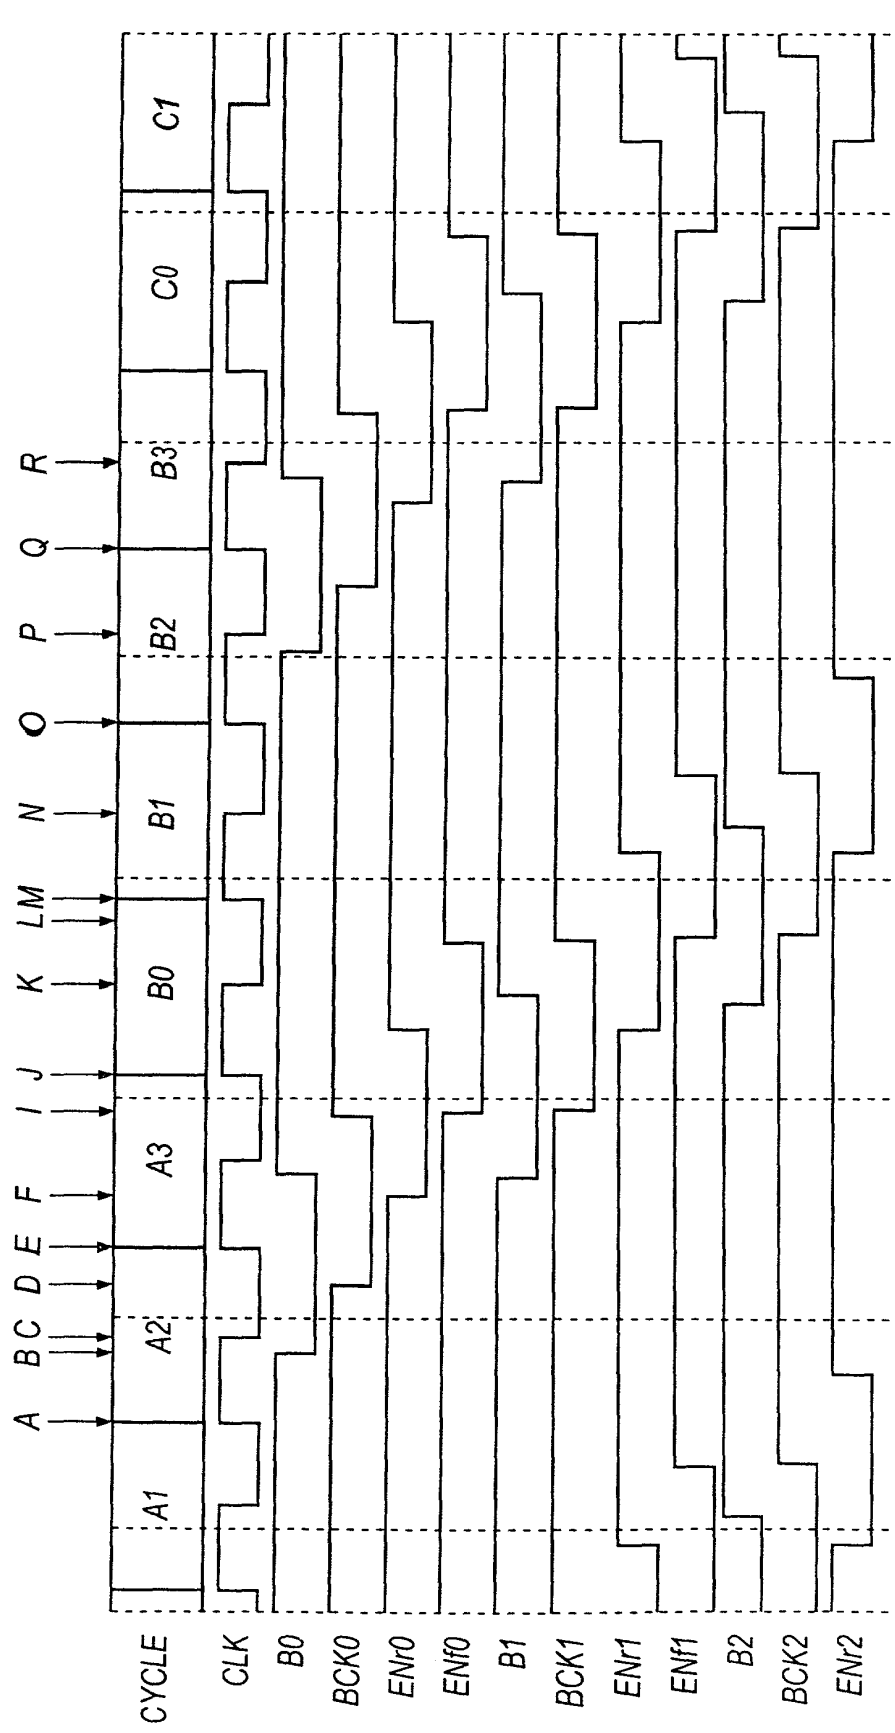 A B C D E F I J K L M N O P Q R
CYCLE A1 A2 A3 B0 B1 B2 B3 C0 C1
CLK
B0
BCK0
ENr0
ENf0
B1
BCK1
ENr1
ENf1
B2
BCK2
ENr2